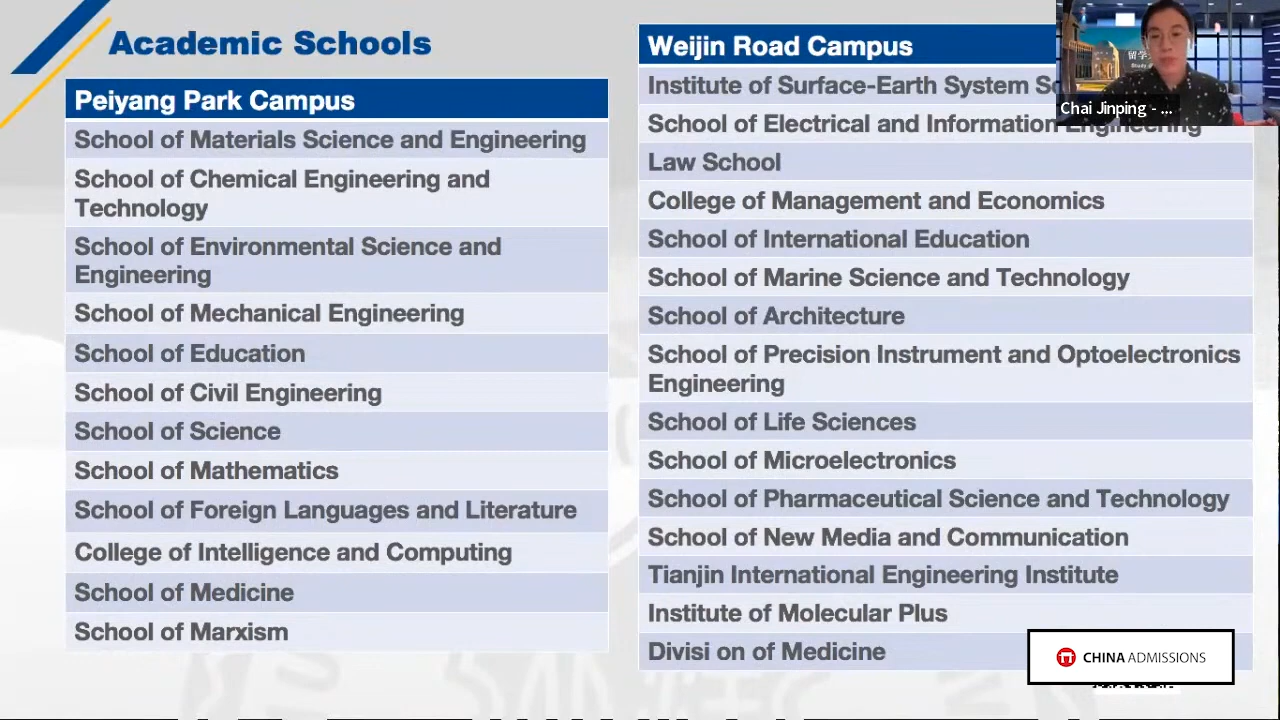 Academic Schools
Peiyang Park Campus
School of Materials Science and Engineering
School of Chemical Engineering and
Technology
School of Environmental Science and
Engineering
School of Mechanical Engineering
School of Education
School of Civil Engineering
School of Science
School of Mathematics
School of Foreign Languages and Literature
College of Intelligence and Computing
School of Medicine
School of Marxism
Weijin Road Campus
Institute of Surface-Earth System
School of Electrical and Information Engineering
Law School
College of Management and Economics
School of International Education
School of Marine Science and Technology
School of Architecture
School of Precision Instrument and Optoelectronics
Engineering
School of Life Sciences
School of Microelectronics
School of Pharmaceutical Science and Technology
School of New Media and Communication
Tianjin International Engineering Institute
Institute of Molecular Plus
Divisi on of Medicine
Chai Jinping - ...
CHINA ADMISSIONS